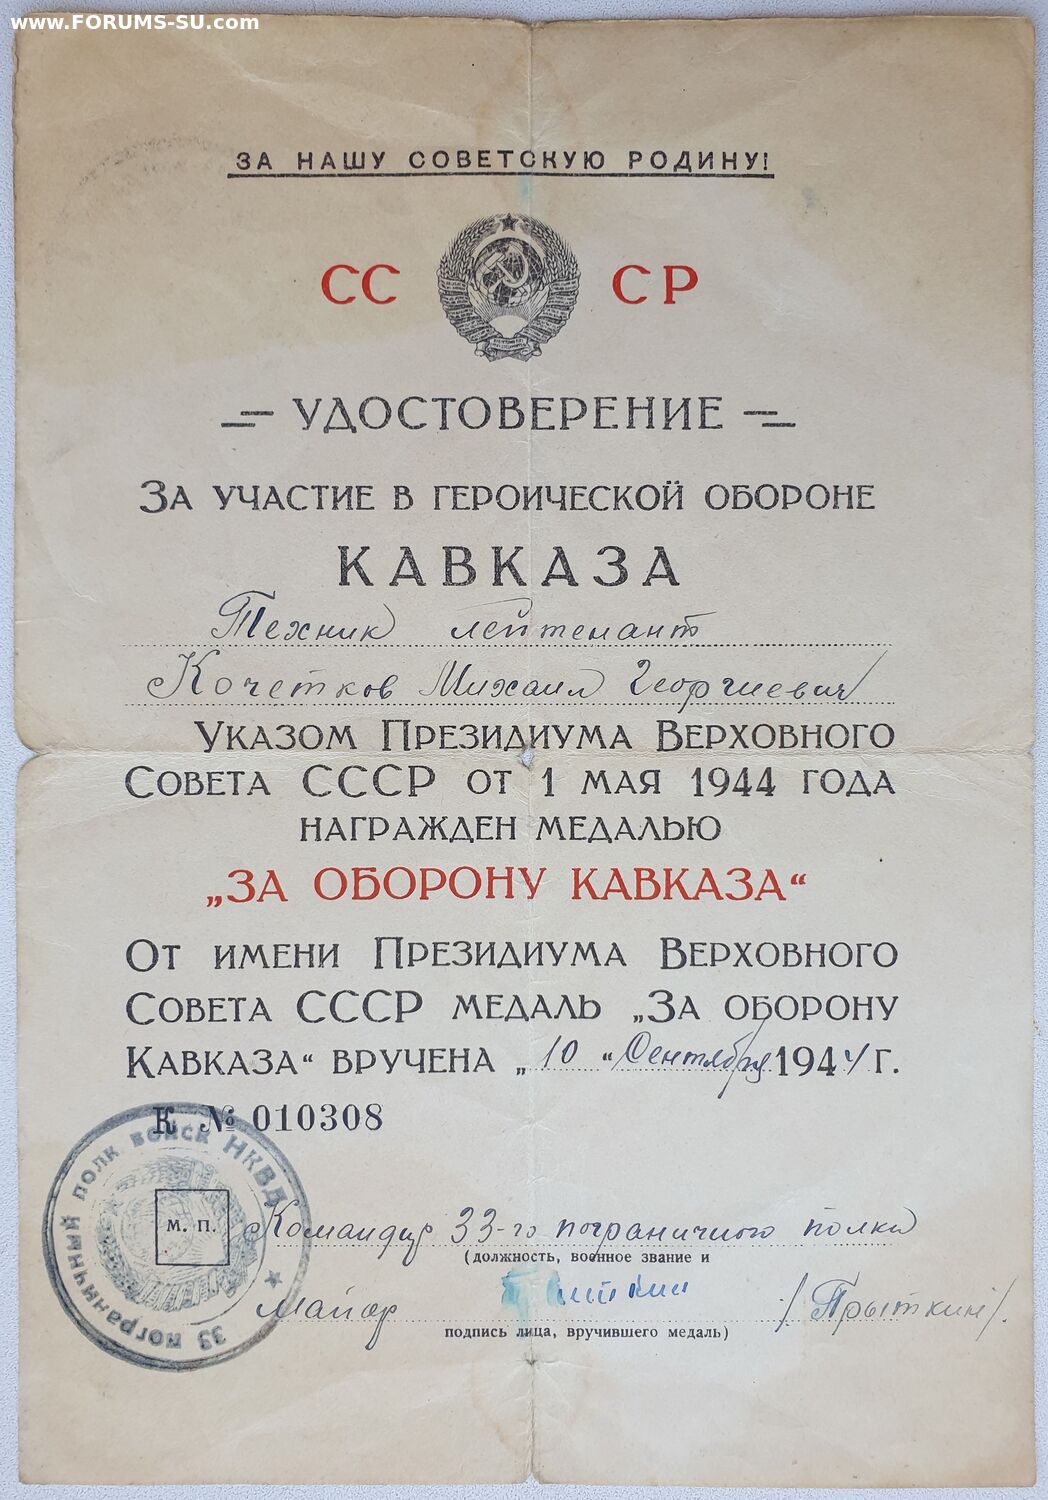 www.FORUMS-SU.com
ЗА НАШУ СОВЕТСКУЮ РОДИНУ!
СС СР
УДОСТОВЕРЕНИЕ
ЗА УЧАСТИЕ В ГЕРОИЧЕСКОЙ ОБОРОНЕ
КАВКАЗА
Техник лейтенант
Кочетков Михаил Георгиевич
УКАЗОМ ПРЕЗИДИУМА ВЕРХОВНОГО
СОВЕТА СССР ОТ 1 МАЯ 1944 ГОДА
НАГРАЖДЕН МЕДАЛЬЮ
„ЗА ОБОРОНУ КАВКАЗА“
ОТ ИМЕНИ ПРЕЗИДИУМА ВЕРХОВНОГО
СОВЕТА СССР МЕДАЛЬ „ЗА ОБОРОНУ
КАВКАЗА“ ВРУЧЕНА „10“ Сентября 1944 Г.
К № 010308
33 пограничный полк войск НКВД
М. П.
Командир 33-го пограничного полка
(должность, военное звание и
Майор /Прыткин/.
подпись лица, вручившего медаль)